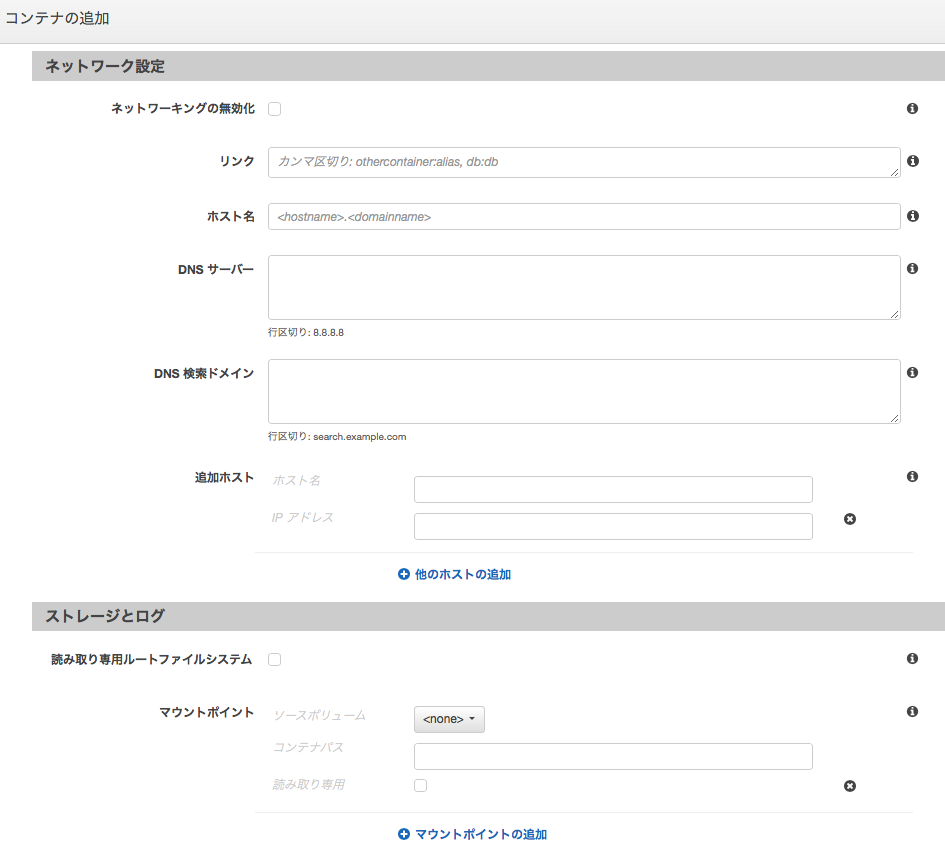 コンテナの追加
ネットワーク設定
ネットワーキングの無効化
リンク
カンマ区切り: othercontainer:alias, db:db
ホスト名
<hostname>.<domainname>
DNS サーバー
行区切り: 8.8.8.8
DNS 検索ドメイン
行区切り: search.example.com
追加ホスト
ホスト名
IP アドレス
他のホストの追加
ストレージとログ
読み取り専用ルートファイルシステム
マウントポイント
ソースボリューム
<none>
コンテナパス
読み取り専用
マウントポイントの追加